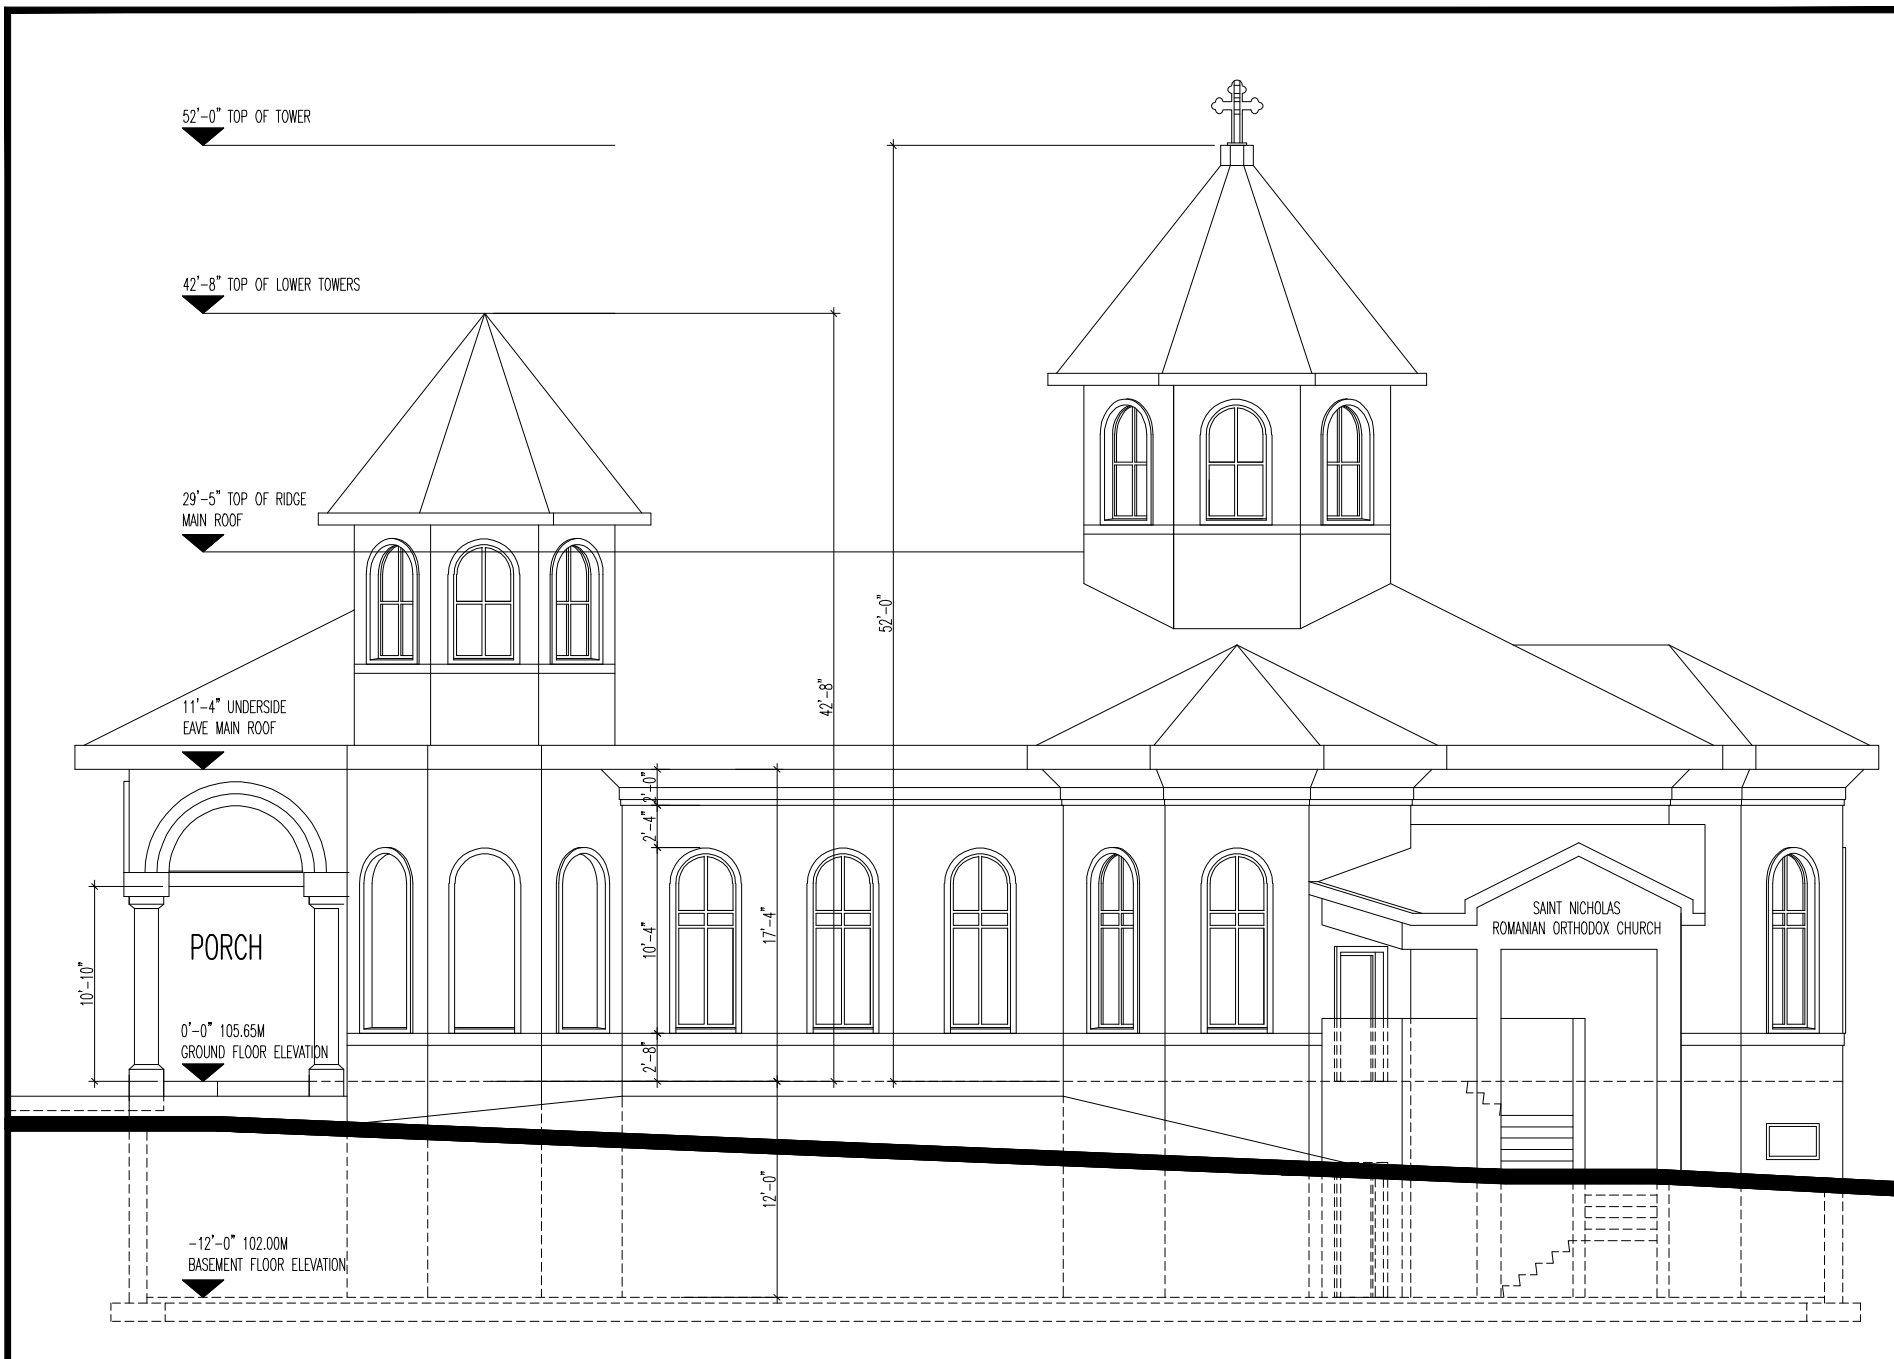 52'-0" TOP OF TOWER
42'-8" TOP OF LOWER TOWERS
29'-5" TOP OF RIDGE
MAIN ROOF
52'-0"
42'-8"
11'-4" UNDERSIDE
EAVE MAIN ROOF
2'-0"
2'-4"
10'-4"
17'-4"
SAINT NICHOLAS
ROMANIAN ORTHODOX CHURCH
PORCH
10'-10"
0'-0" 105.65M
GROUND FLOOR ELEVATION
2'-8"
12'-0"
-12'-0" 102.00M
BASEMENT FLOOR ELEVATION